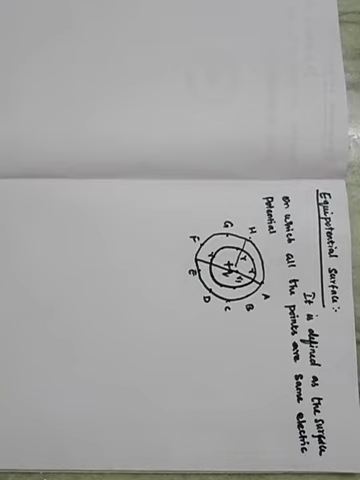 Equipotential Surface :-
It is defined as the surface
on which all the points are same electric
potential
A
B
C
D
E
F
G
H